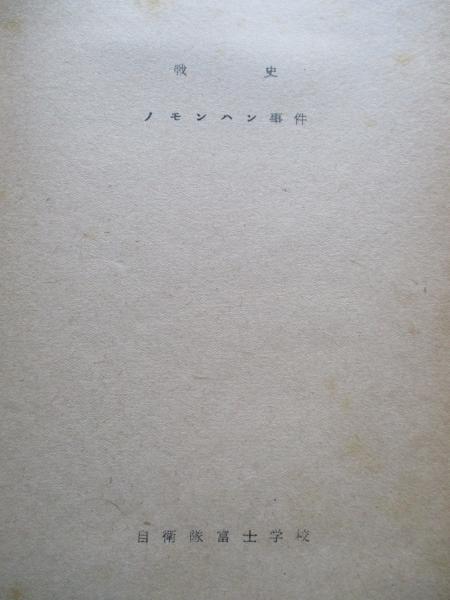 戦史
ノモンハン事件
自衛隊富士学校